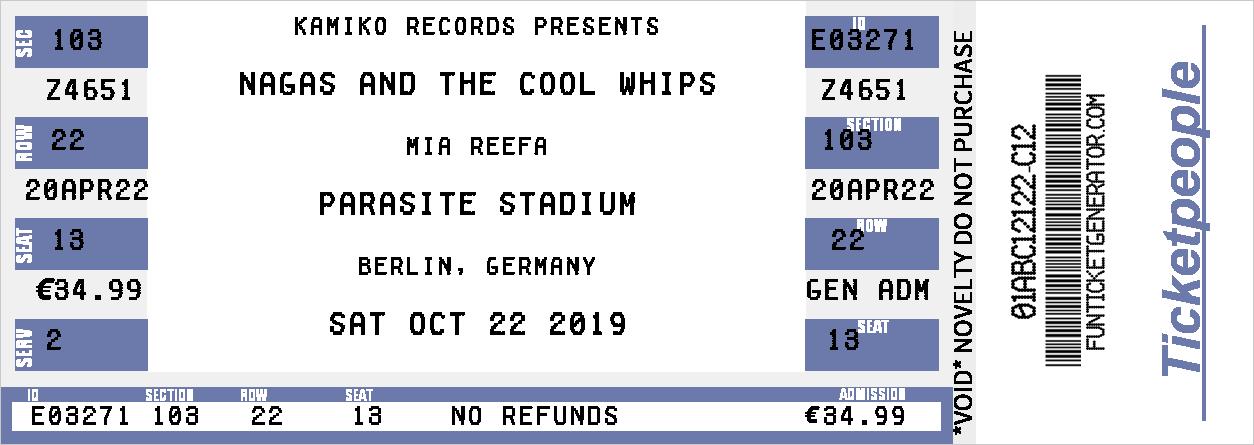 SEC 103
Z4651
ROW 22
20APR22
SEAT 13
€34.99
SERV 2
KAMIKO RECORDS PRESENTS
NAGAS AND THE COOL WHIPS
MIA REEFA
PARASITE STADIUM
BERLIN, GERMANY
SAT OCT 22 2019
ID
E03271
Z4651
SECTION
103
20APR22
ROW
22
GEN ADM
SEAT
13
ID SECTION ROW SEAT ADMISSION
E03271 103 22 13 NO REFUNDS €34.99
*VOID* NOVELTY DO NOT PURCHASE
01ABC12122-C12
FUNTICKETGENERATOR.COM
Ticketpeople